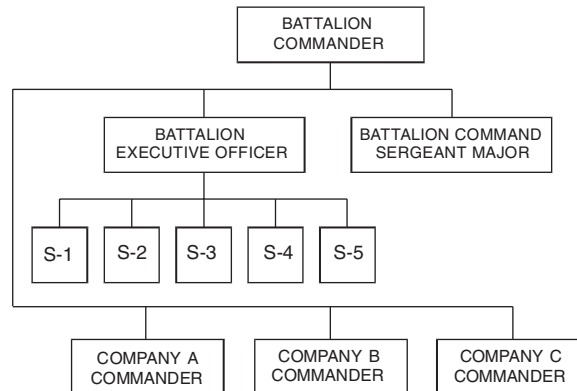 BATTALION
COMMANDER
BATTALION
EXECUTIVE OFFICER
BATTALION COMMAND
SERGEANT MAJOR
S-1
S-2
S-3
S-4
S-5
COMPANY A
COMMANDER
COMPANY B
COMMANDER
COMPANY C
COMMANDER